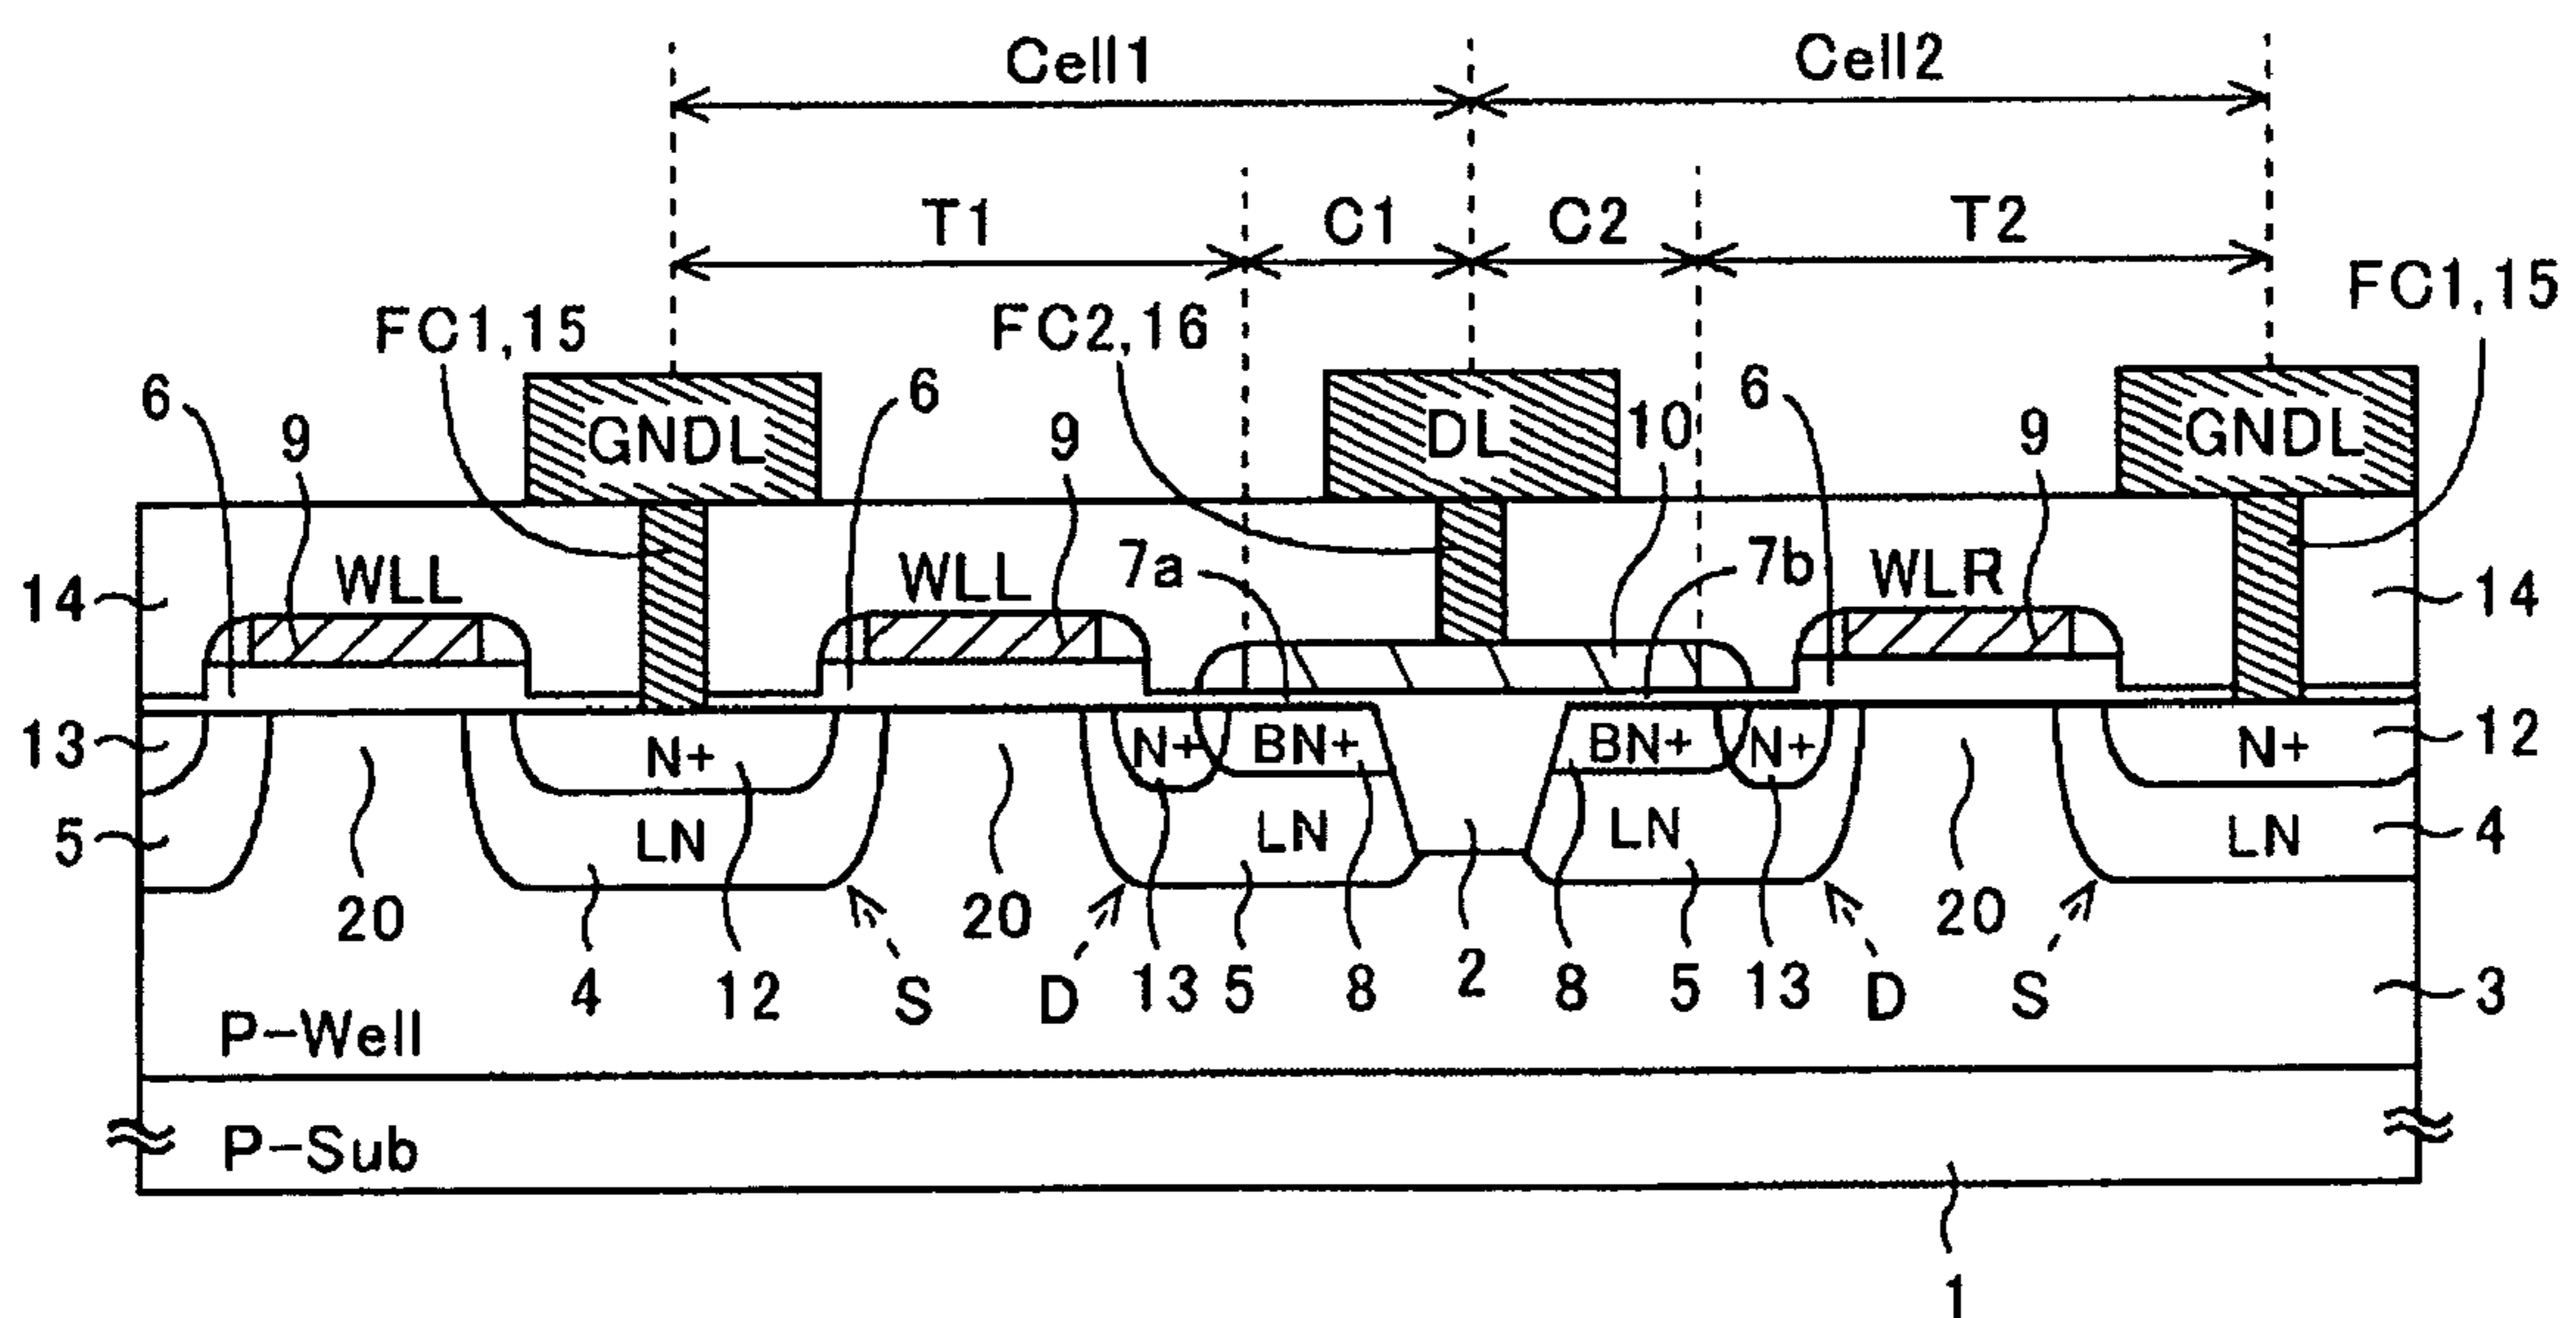 Cell1 Cell2
T1 C1 C2 T2
FC1,15 FC2,16 FC1,15
6 9 GNDL 6 9 DL 10 6 9 GNDL
14 WLL WLL 7a 7b WLR 14
13 N+ N+ BN+ BN+ N+ N+ 12
5 LN LN LN LN 4
20 20 20
4 12 S D 13 5 8 2 8 5 13 D S 3
P-Well
P-Sub
1